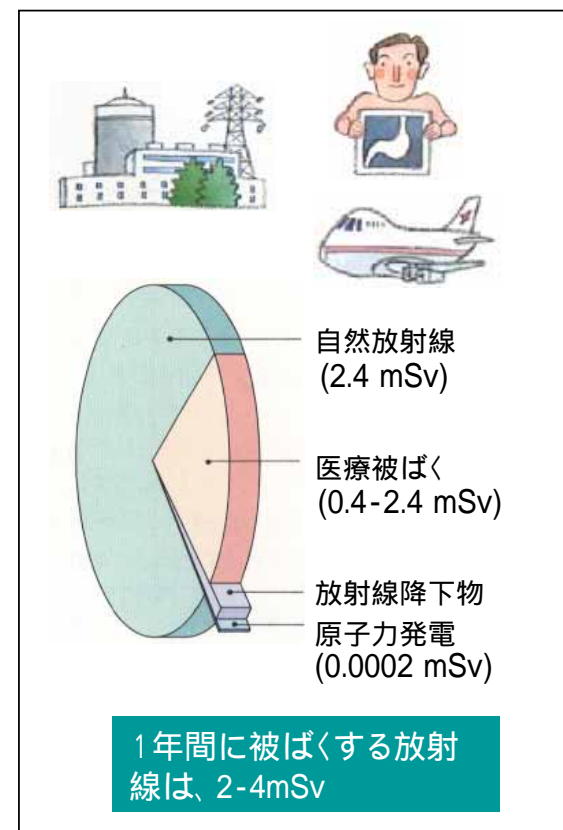 自然放射線
(2.4 mSv)
医療被ばく
(0.4-2.4 mSv)
放射線降下物
原子力発電
(0.0002 mSv)
1年間に被ばくする放射
線は、2-4mSv